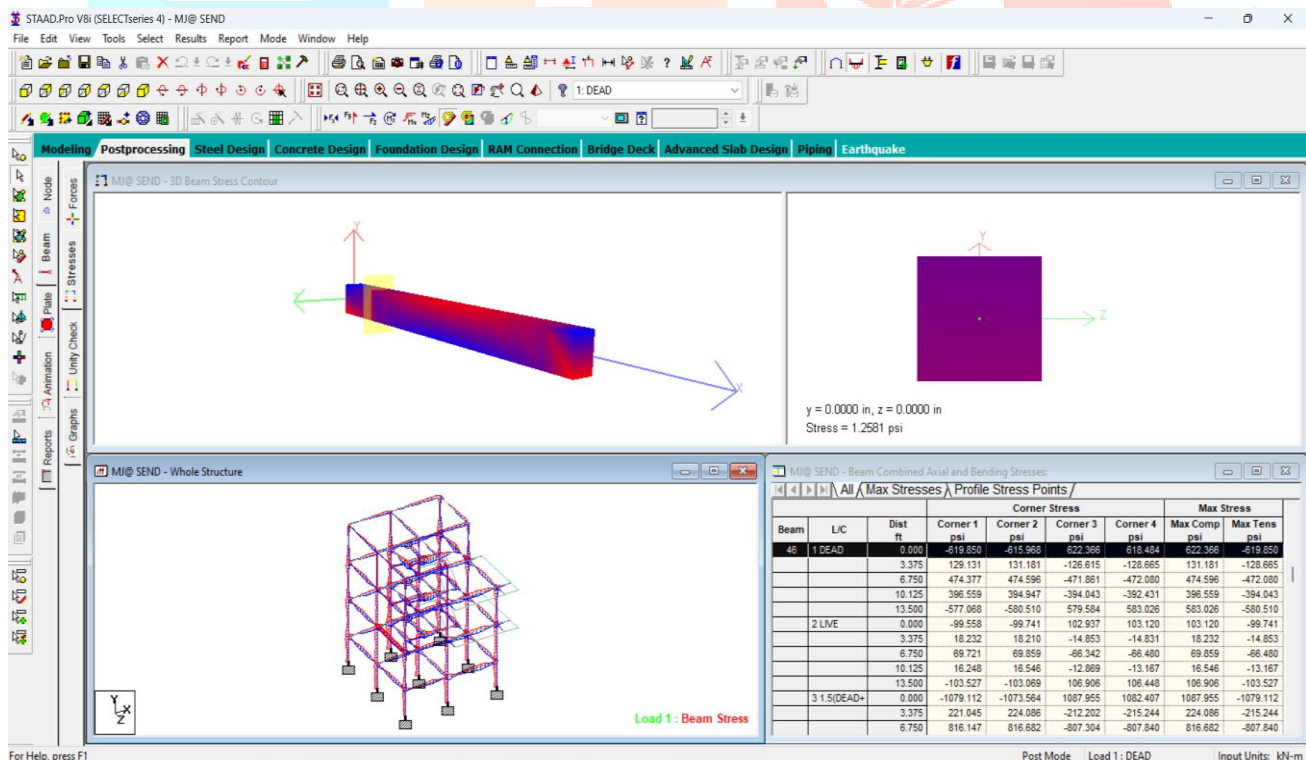 STAAD.Pro V8i (SELECTseries 4) - MJ@ SEND
File Edit View Tools Select Results Report Mode Window Help
1: DEAD
Modeling Postprocessing Steel Design Concrete Design Foundation Design RAM Connection Bridge Deck Advanced Slab Design Piping Earthquake
Node
Beam
Plate
Animation
Reports
Forces
Stresses
Unity Check
Graphs
MJ@ SEND - 3D Beam Stress Contour
Y
Z
X
Y
Z
y = 0.0000 in, z = 0.0000 in
Stress = 1.2581 psi
MJ@ SEND - Whole Structure
Y
X
Z
Load 1 : Beam Stress
MJ@ SEND - Beam Combined Axial and Bending Stresses:
All Max Stresses Profile Stress Points
Corner Stress Max Stress
Beam L/C Dist ft Corner 1 psi Corner 2 psi Corner 3 psi Corner 4 psi Max Comp psi Max Tens psi
46 1 DEAD 0.000 -619.850 -615.968 622.366 618.484 622.366 -619.850
3.375 129.131 131.181 -126.615 -128.665 131.181 -128.665
6.750 474.377 474.596 -471.861 -472.080 474.596 -472.080
10.125 396.559 394.947 -394.043 -392.431 396.559 -394.043
13.500 -577.068 -580.510 579.584 583.026 583.026 -580.510
2 LIVE 0.000 -99.558 -99.741 102.937 103.120 103.120 -99.741
3.375 18.232 18.210 -14.853 -14.831 18.232 -14.853
6.750 69.721 69.859 -66.342 -66.480 69.859 -66.480
10.125 16.248 16.546 -12.869 -13.167 16.546 -13.167
13.500 -103.527 -103.069 106.906 106.448 106.906 -103.527
3 1.5(DEAD+ 0.000 -1079.112 -1073.564 1087.955 1082.407 1087.955 -1079.112
3.375 221.045 224.086 -212.202 -215.244 224.086 -215.244
6.750 816.147 816.682 -807.304 -807.840 816.682 -807.840
For Help, press F1
Post Mode Load 1 : DEAD Input Units: kN-m